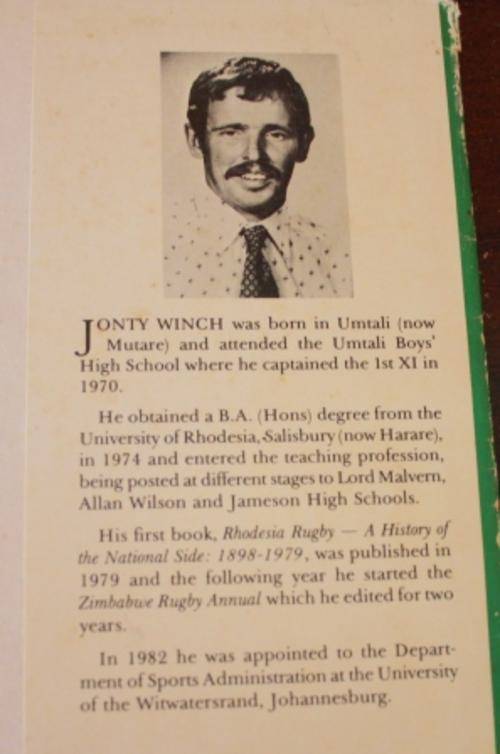 JONTY WINCH was born in Umtali (now
Mutare) and attended the Umtali Boys'
High School where he captained the 1st XI in
1970.
He obtained a B.A. (Hons) degree from the
University of Rhodesia, Salisbury (now Harare),
in 1974 and entered the teaching profession,
being posted at different stages to Lord Malvern,
Allan Wilson and Jameson High Schools.
His first book, Rhodesia Rugby — A History of
the National Side: 1898-1979, was published in
1979 and the following year he started the
Zimbabwe Rugby Annual which he edited for two
years.
In 1982 he was appointed to the Depart-
ment of Sports Administration at the University
of the Witwatersrand, Johannesburg.